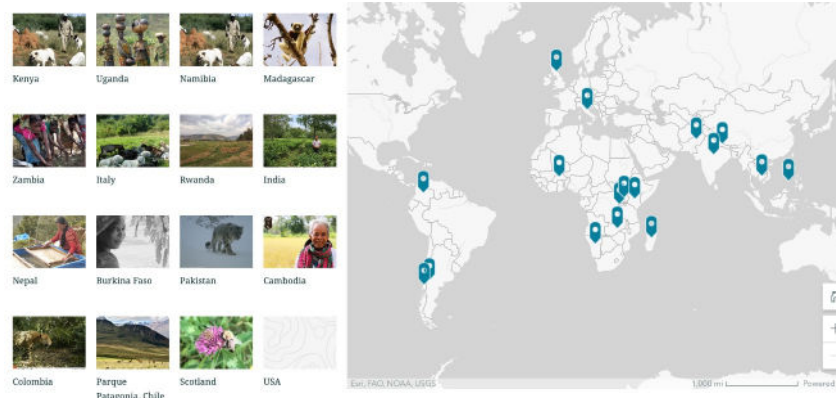 Kenya
Uganda
Namibia
Madagascar
Zambia
Italy
Rwanda
India
Nepal
Burkina Faso
Pakistan
Cambodia
Colombia
Parque
Patagonia, Chile
Scotland
USA
Esri, FAO, NOAA, USGS
1,000 mi
Powered